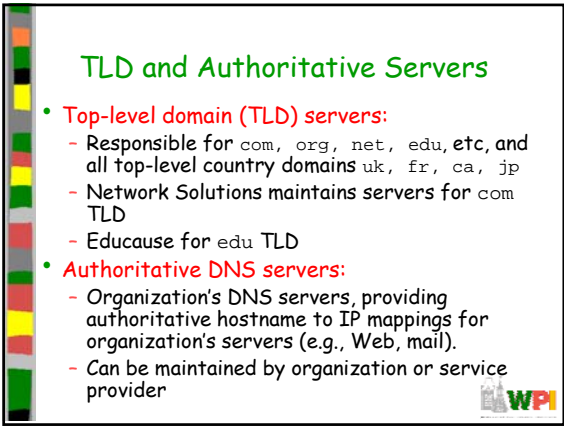 TLD and Authoritative Servers
• Top-level domain (TLD) servers:
– Responsible for com, org, net, edu, etc, and
all top-level country domains uk, fr, ca, jp
– Network Solutions maintains servers for com
TLD
– Educause for edu TLD
• Authoritative DNS servers:
– Organization's DNS servers, providing
authoritative hostname to IP mappings for
organization's servers (e.g., Web, mail).
– Can be maintained by organization or service
provider
WPI